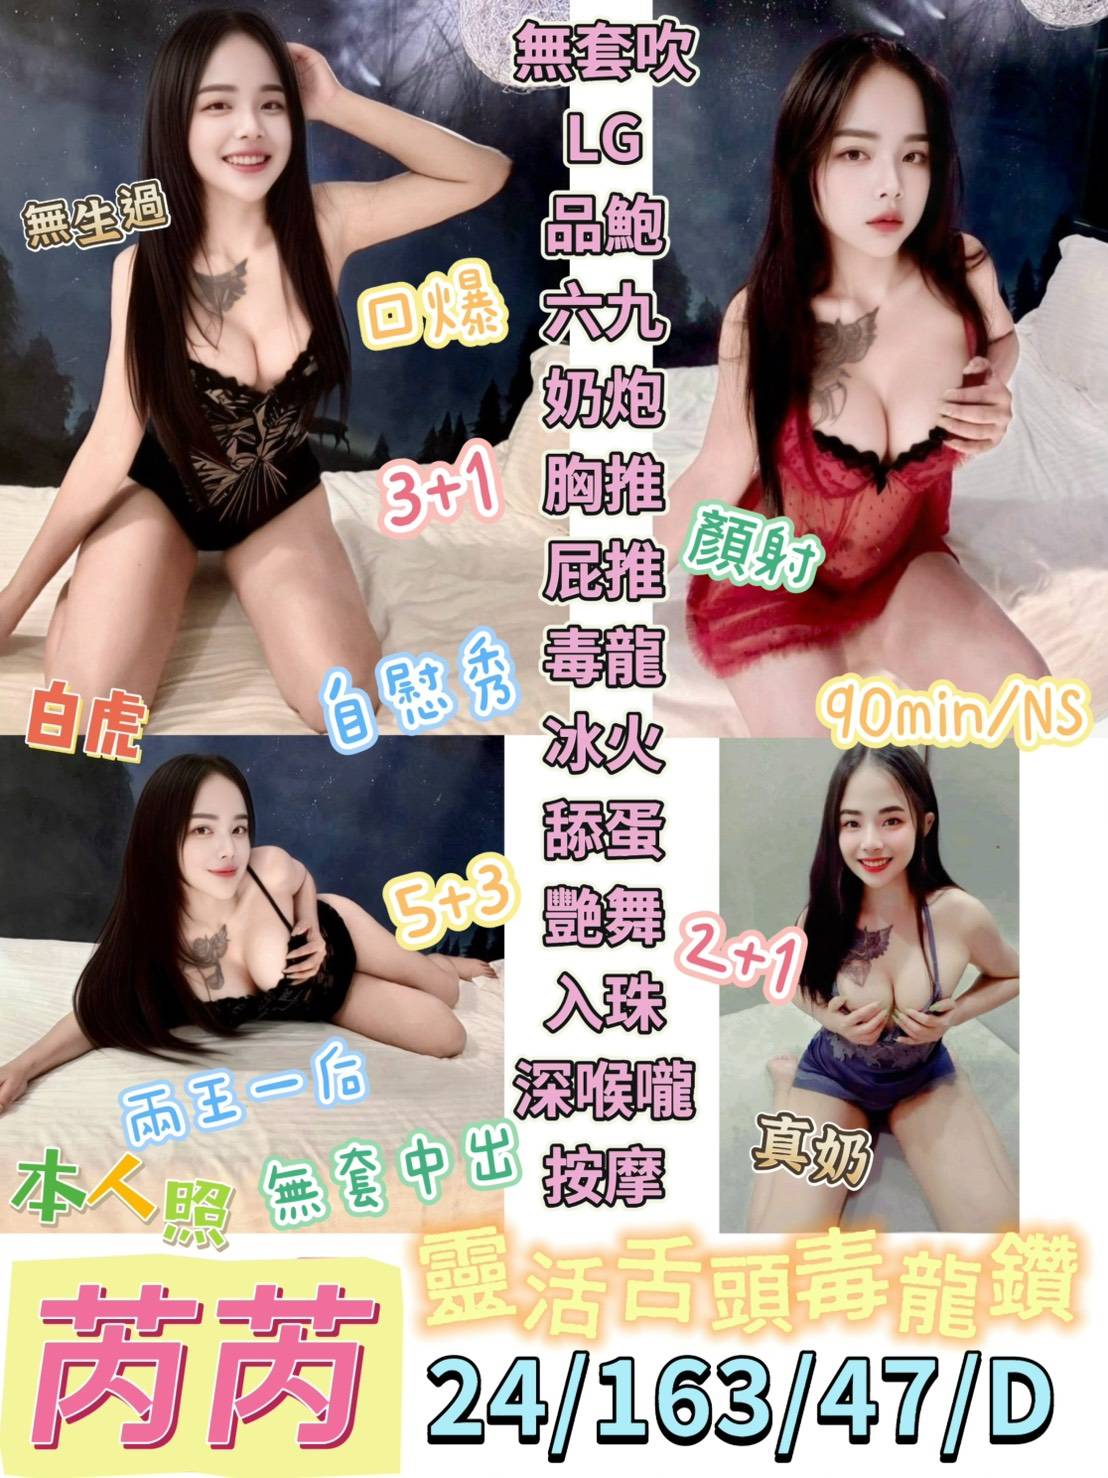 無套吹
LG
品鮑
六九
奶炮
胸推
屁推
毒龍
冰火
舔蛋
艷舞
入珠
深喉嚨
按摩
無生過
口爆
3+1
顏射
白虎
自慰秀
90min/NS
5+3
2+1
兩王一后
真奶
本人照
無套中出
靈活舌頭毒龍鑽
芮芮
24/163/47/D